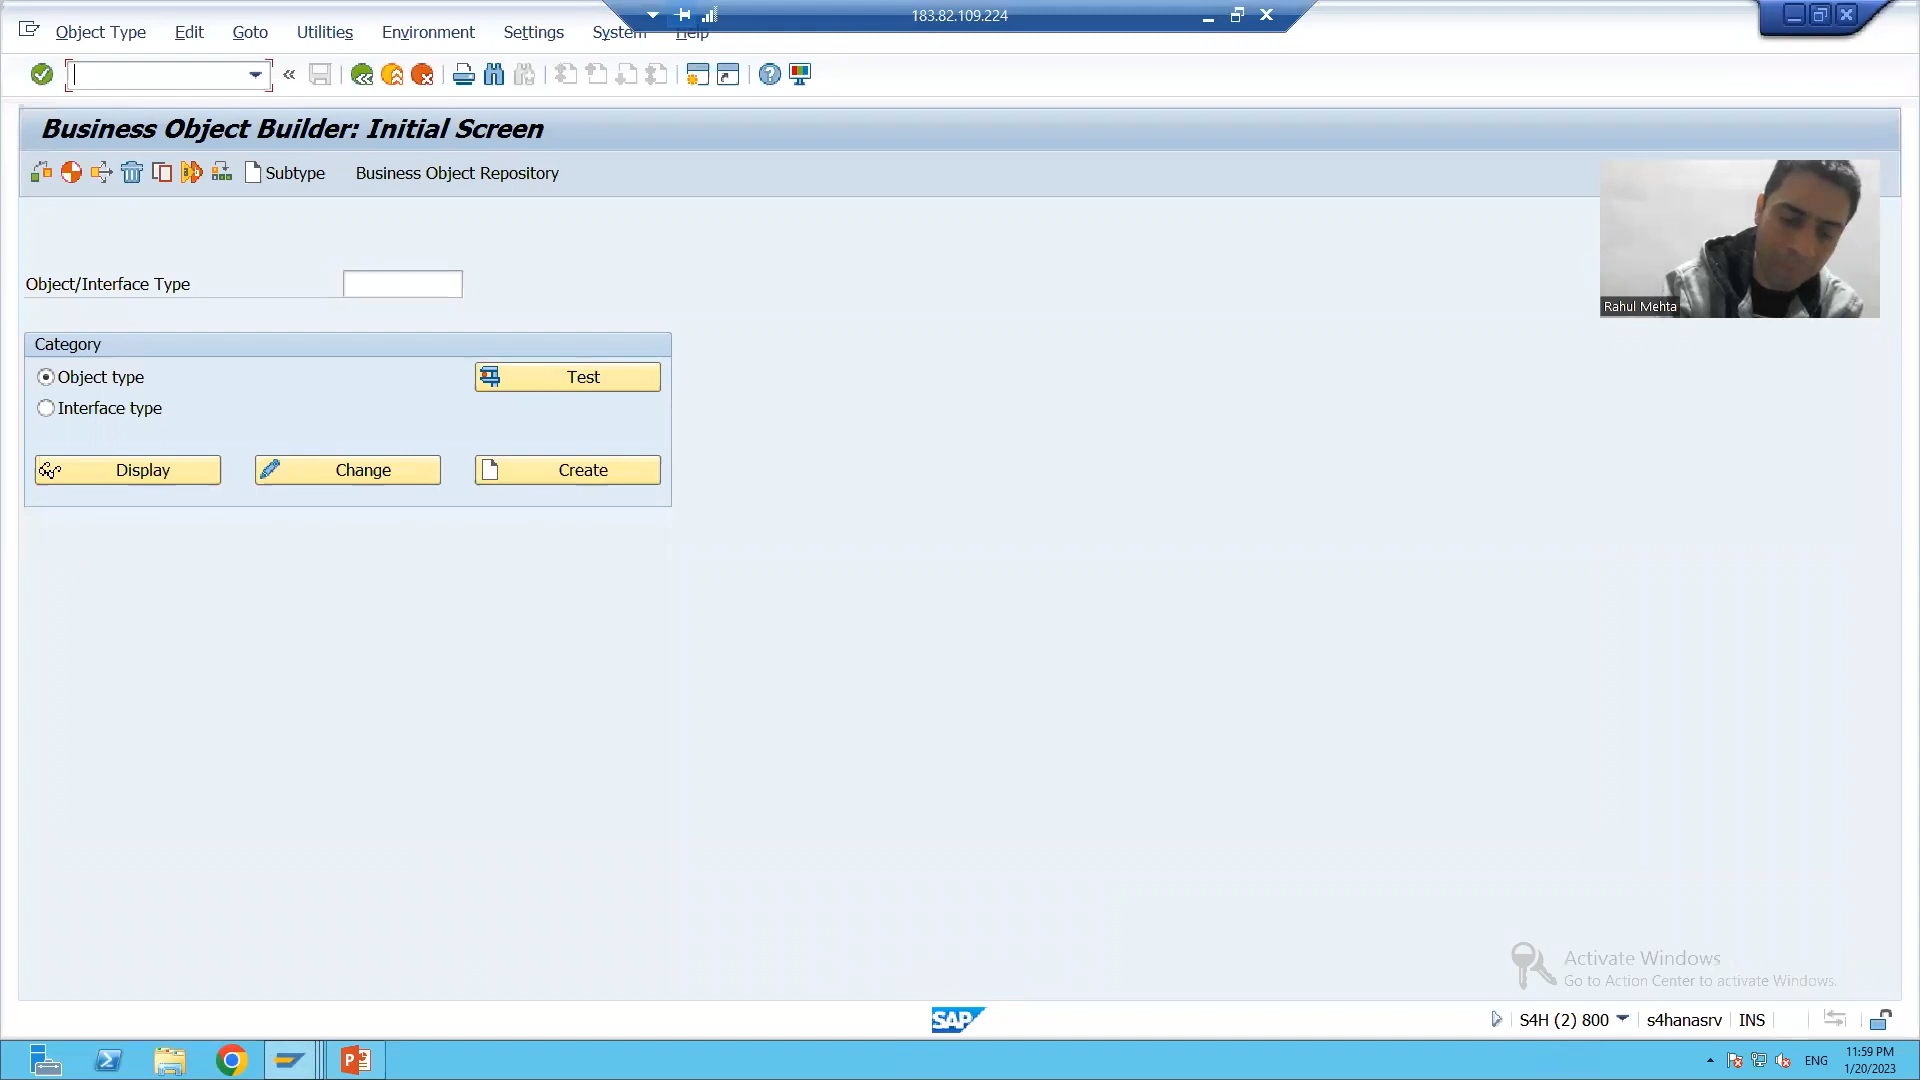 183.82.109.224
Object Type Edit Goto Utilities Environment Settings System Help
Business Object Builder: Initial Screen
Subtype Business Object Repository
Object/Interface Type
Rahul Mehta
Category
Object type Test
Interface type
Display Change Create
Activate Windows
Go to Action Center to activate Windows.
SAP S4H (2) 800 s4hanasrv INS
ENG 11:59 PM
1/20/2023